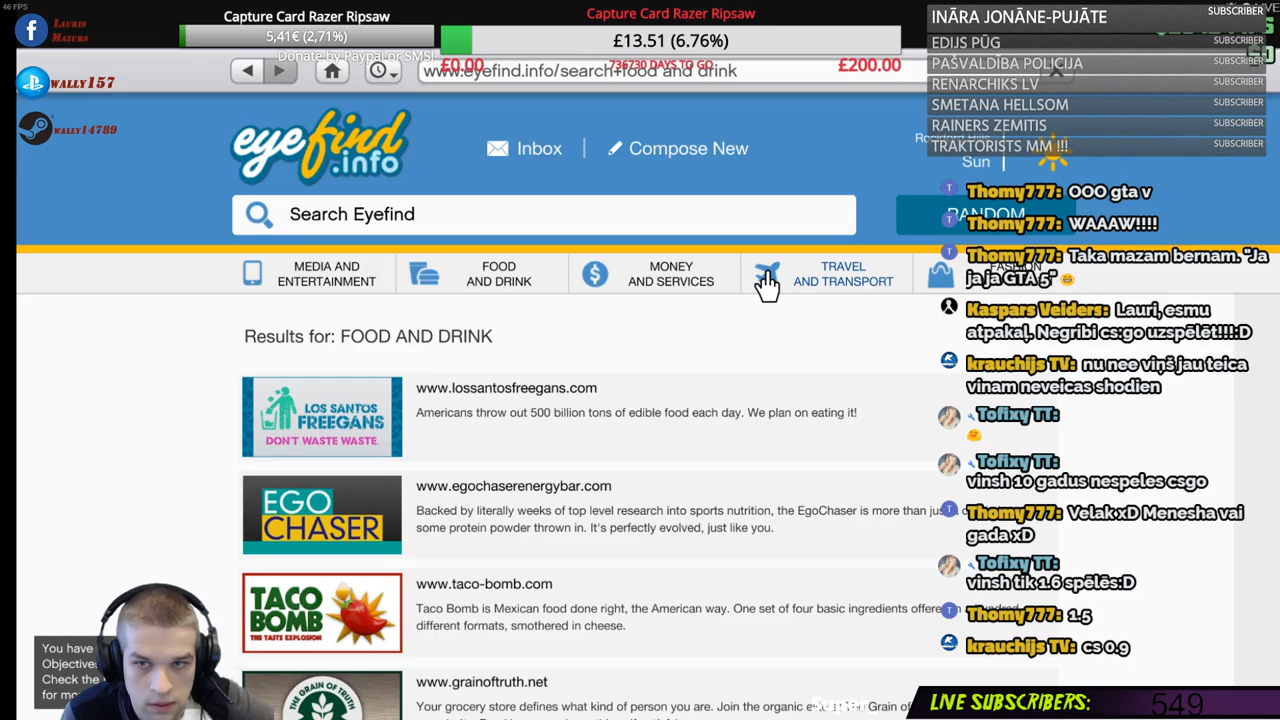 46 FPS
Lauris
Mazurs
WALLY157
WALLY14789
Capture Card Razer Ripsaw
5,41€ (2,71%)
Donate by Paypal or SMS!
Capture Card Razer Ripsaw
£13.51 (6.76%)
£0.00
736730 DAYS TO GO
£200.00
www.eyefind.info/search+food and drink
INĀRA JONĀNE-PUJĀTE SUBSCRIBER
EDIJS PŪG SUBSCRIBER
PAŠVALDĪBA POLICIJA SUBSCRIBER
RENARCHIKS LV SUBSCRIBER
SMETANA HELLSOM SUBSCRIBER
RAINERS ZEMITIS SUBSCRIBER
TRAKTORISTS MM !!! SUBSCRIBER
eyefind
.info
Inbox
Compose New
Sun
Search Eyefind
RANDOM
MEDIA AND
ENTERTAINMENT
FOOD
AND DRINK
MONEY
AND SERVICES
TRAVEL
AND TRANSPORT
FASHION
Results for: FOOD AND DRINK
LOS SANTOS
FREEGANS
DON'T WASTE WASTE.
www.lossantosfreegans.com
Americans throw out 500 billion tons of edible food each day. We plan on eating it!
EGO
CHASER
www.egochaserenergybar.com
Backed by literally weeks of top level research into sports nutrition, the EgoChaser is more than just
some protein powder thrown in. It's perfectly evolved, just like you.
TACO
BOMB
THE TASTE EXPLOSION
www.taco-bomb.com
Taco Bomb is Mexican food done right, the American way. One set of four basic ingredients offered in a hundred
different formats, smothered in cheese.
THE GRAIN OF TRUTH
www.grainoftruth.net
Your grocery store defines what kind of person you are. Join the organic
Grain of
You have
Objectives
Check the
for mo
Thomy777: OOO gta v
Thomy777: WAAAW!!!!
Thomy777: Taka mazam bernam. "Ja
ja ja GTA 5"
Kaspars Velders: Lauri, esmu
atpakaļ. Negribi cs:go uzspēlēt!!!:D
krauchijs TV: nu nee viņš jau teica
vinam neveicas shodien
Tofixy TT:
Tofixy TT:
vinsh 10 gadus nespeles csgo
Thomy777: Velak xD Menesha vai
gada xD
Tofixy TT:
vinsh tik 1.6 spēlēs:D
Thomy777: 1.5
krauchijs TV: cs 0.9
LIVE SUBSCRIBERS: 549